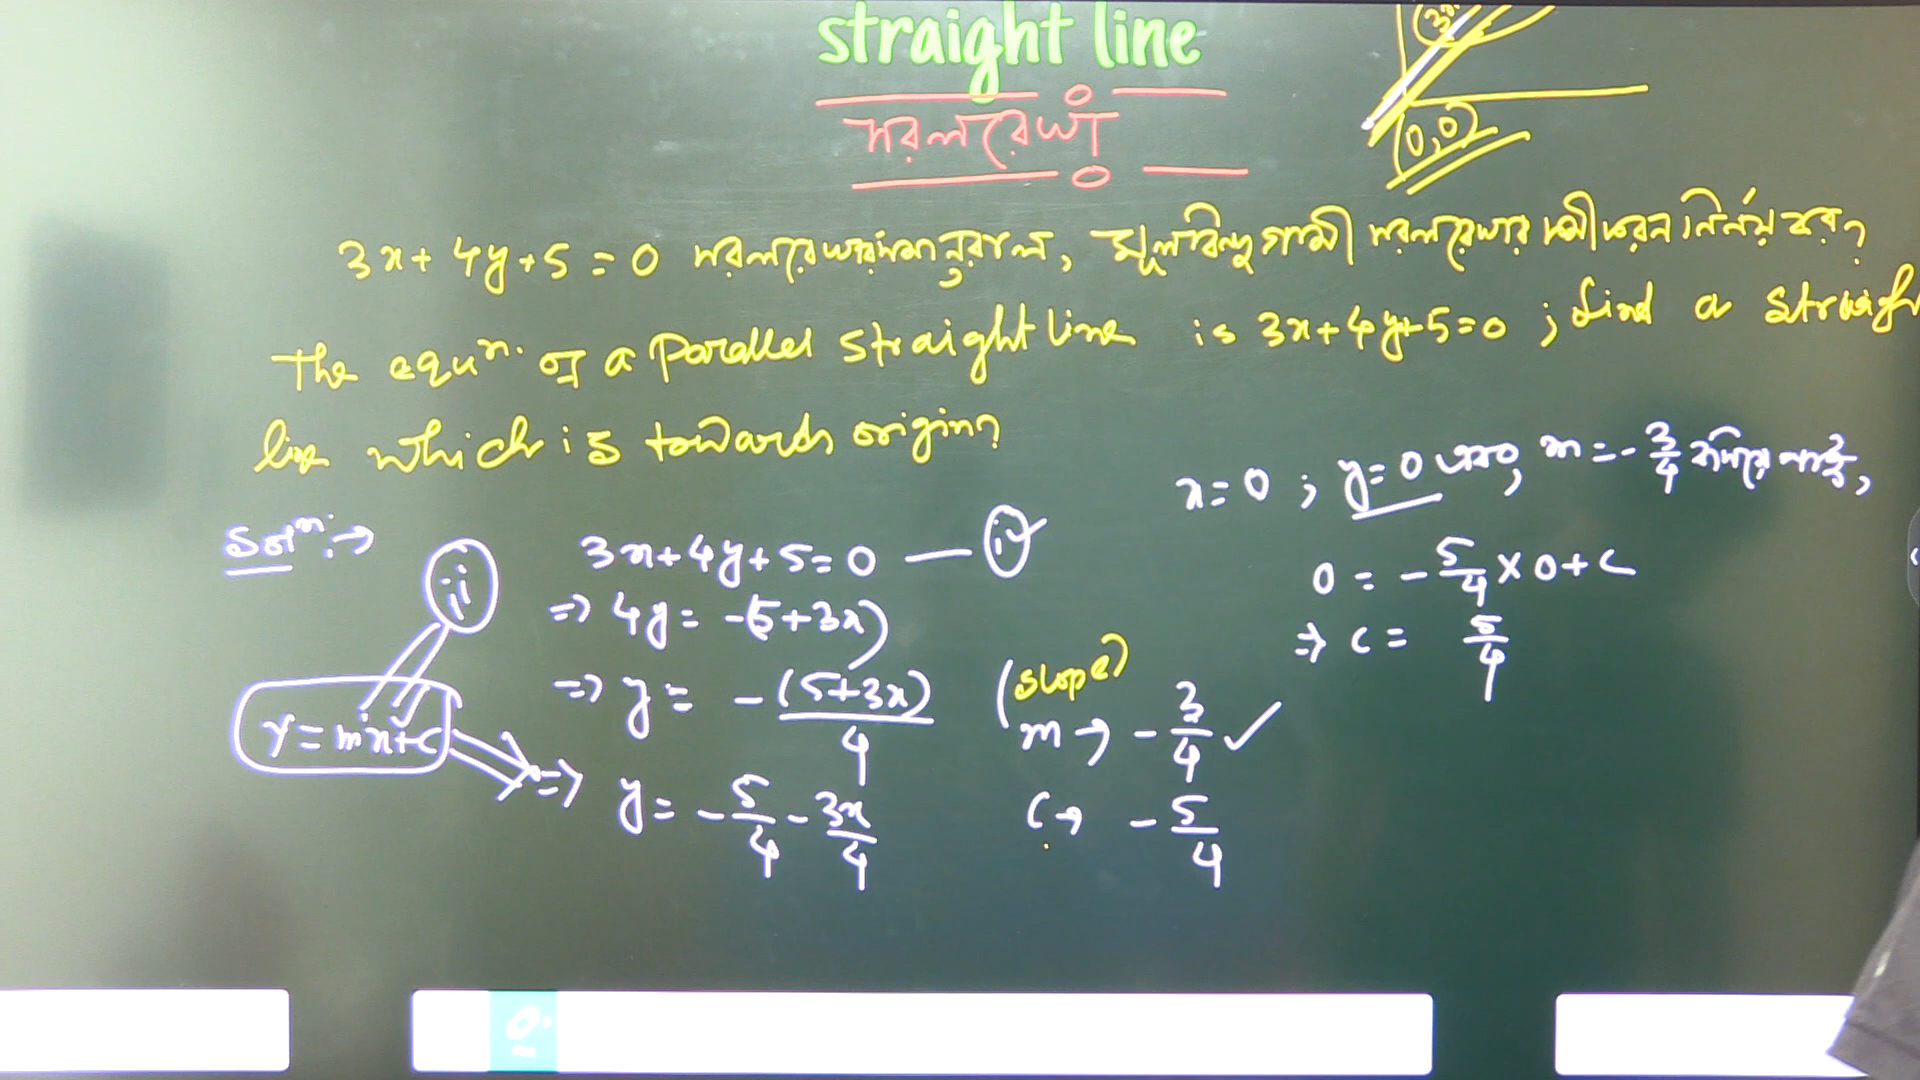 straight line
সরলরেখা
(0,0)
3x+4y+5=0 সরলরেখার সমান্তরাল, মূলবিন্দুগামী সরলরেখার সমীকরণ নির্ণয় কর?
The equⁿ. of a parallel straight line is 3x+4y+5=0 ; find a straigh
line which is towards origin?
x=0 ; y=0 এবং, m=-3/4 বসিয়ে পাই,
Solⁿ:→
3x+4y+5=0 — (i)
(ii)
⇒ 4y= -(5+3x)
⇒ y= -(5+3x)/4
y=mx+c
⇒ y= -5/4 - 3x/4
(slope)
m → -3/4 ✓
c→ -5/4
0 = -5/4 × 0+c
⇒ c= 5/4